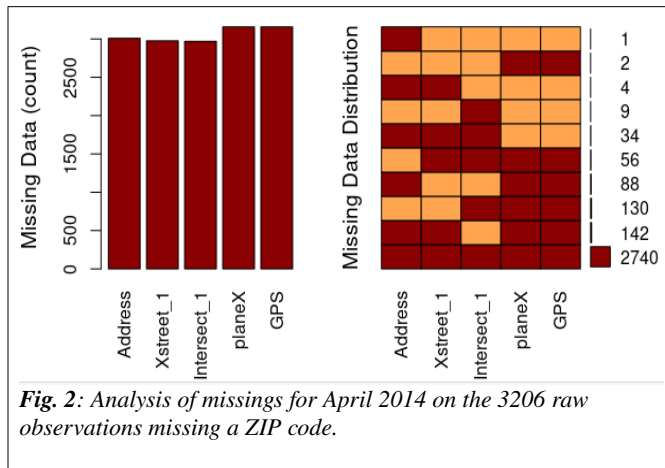 Missing Data (count)
0
500
1500
2500
Address
Xstreet_1
Intersect_1
planeX
GPS
Missing Data Distribution
1
2
4
9
34
56
88
130
142
2740
Address
Xstreet_1
Intersect_1
planeX
GPS
Fig. 2: Analysis of missings for April 2014 on the 3206 raw
observations missing a ZIP code.